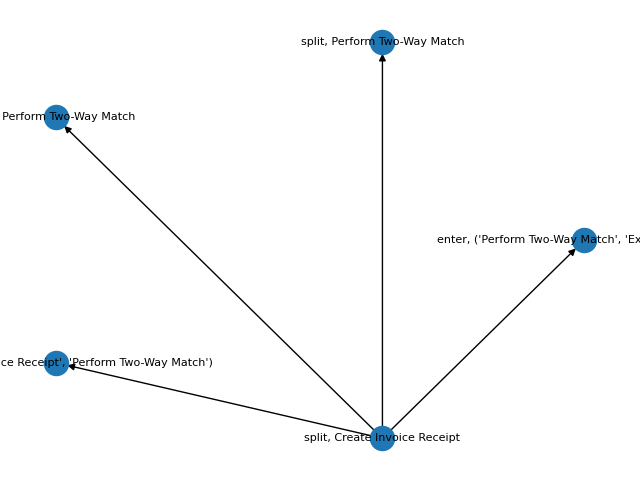 split, Perform Two-Way Match
Perform Two-Way Match
enter, ('Perform Two-Way Match', 'Ex
ce Receipt', 'Perform Two-Way Match')
split, Create Invoice Receipt